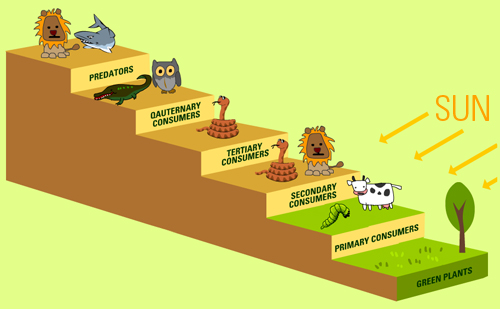 SUN
PREDATORS
QAUTERNARY
CONSUMERS
TERTIARY
CONSUMERS
SECONDARY
CONSUMERS
PRIMARY CONSUMERS
GREEN PLANTS